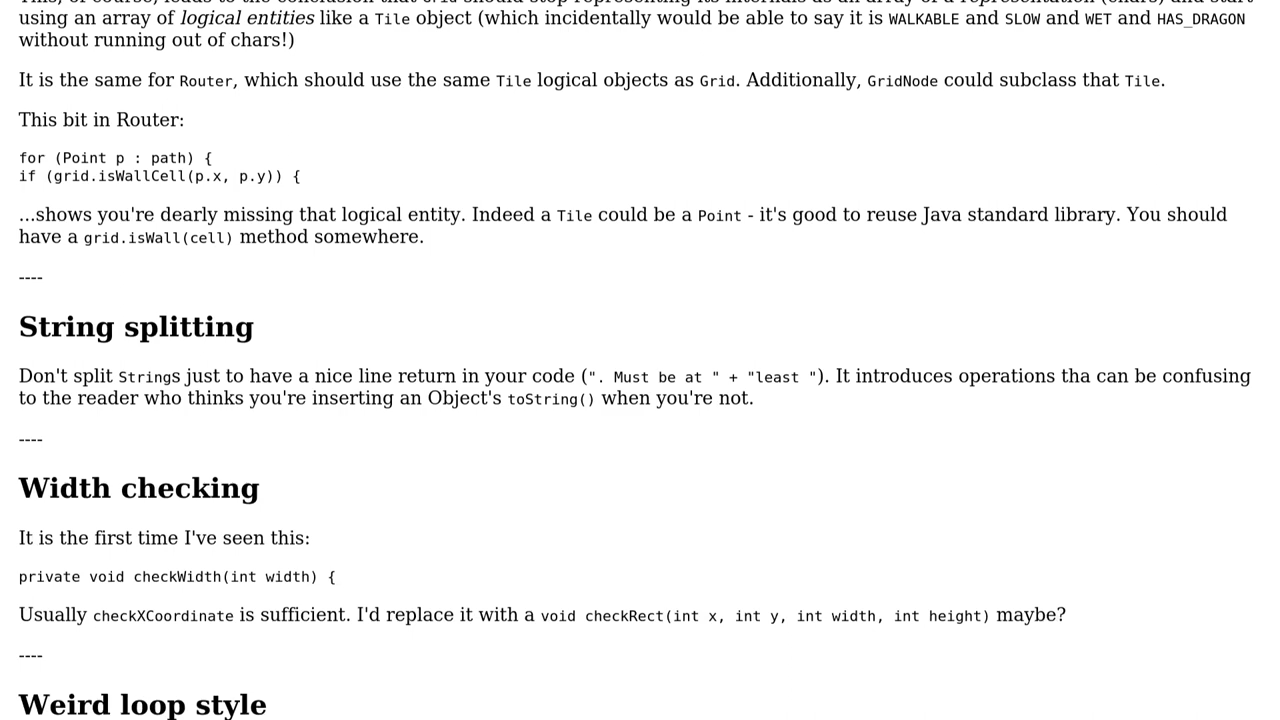 using an array of logical entities like a Tile object (which incidentally would be able to say it is WALKABLE and SLOW and WET and HAS_DRAGON
without running out of chars!)
It is the same for Router, which should use the same Tile logical objects as Grid. Additionally, GridNode could subclass that Tile.
This bit in Router:
for (Point p : path) {
if (grid.isWallCell(p.x, p.y)) {
...shows you're dearly missing that logical entity. Indeed a Tile could be a Point - it's good to reuse Java standard library. You should
have a grid.isWall(cell) method somewhere.
----
String splitting
Don't split Strings just to have a nice line return in your code (". Must be at " + "least "). It introduces operations tha can be confusing
to the reader who thinks you're inserting an Object's toString() when you're not.
----
Width checking
It is the first time I've seen this:
private void checkWidth(int width) {
Usually checkXCoordinate is sufficient. I'd replace it with a void checkRect(int x, int y, int width, int height) maybe?
----
Weird loop style